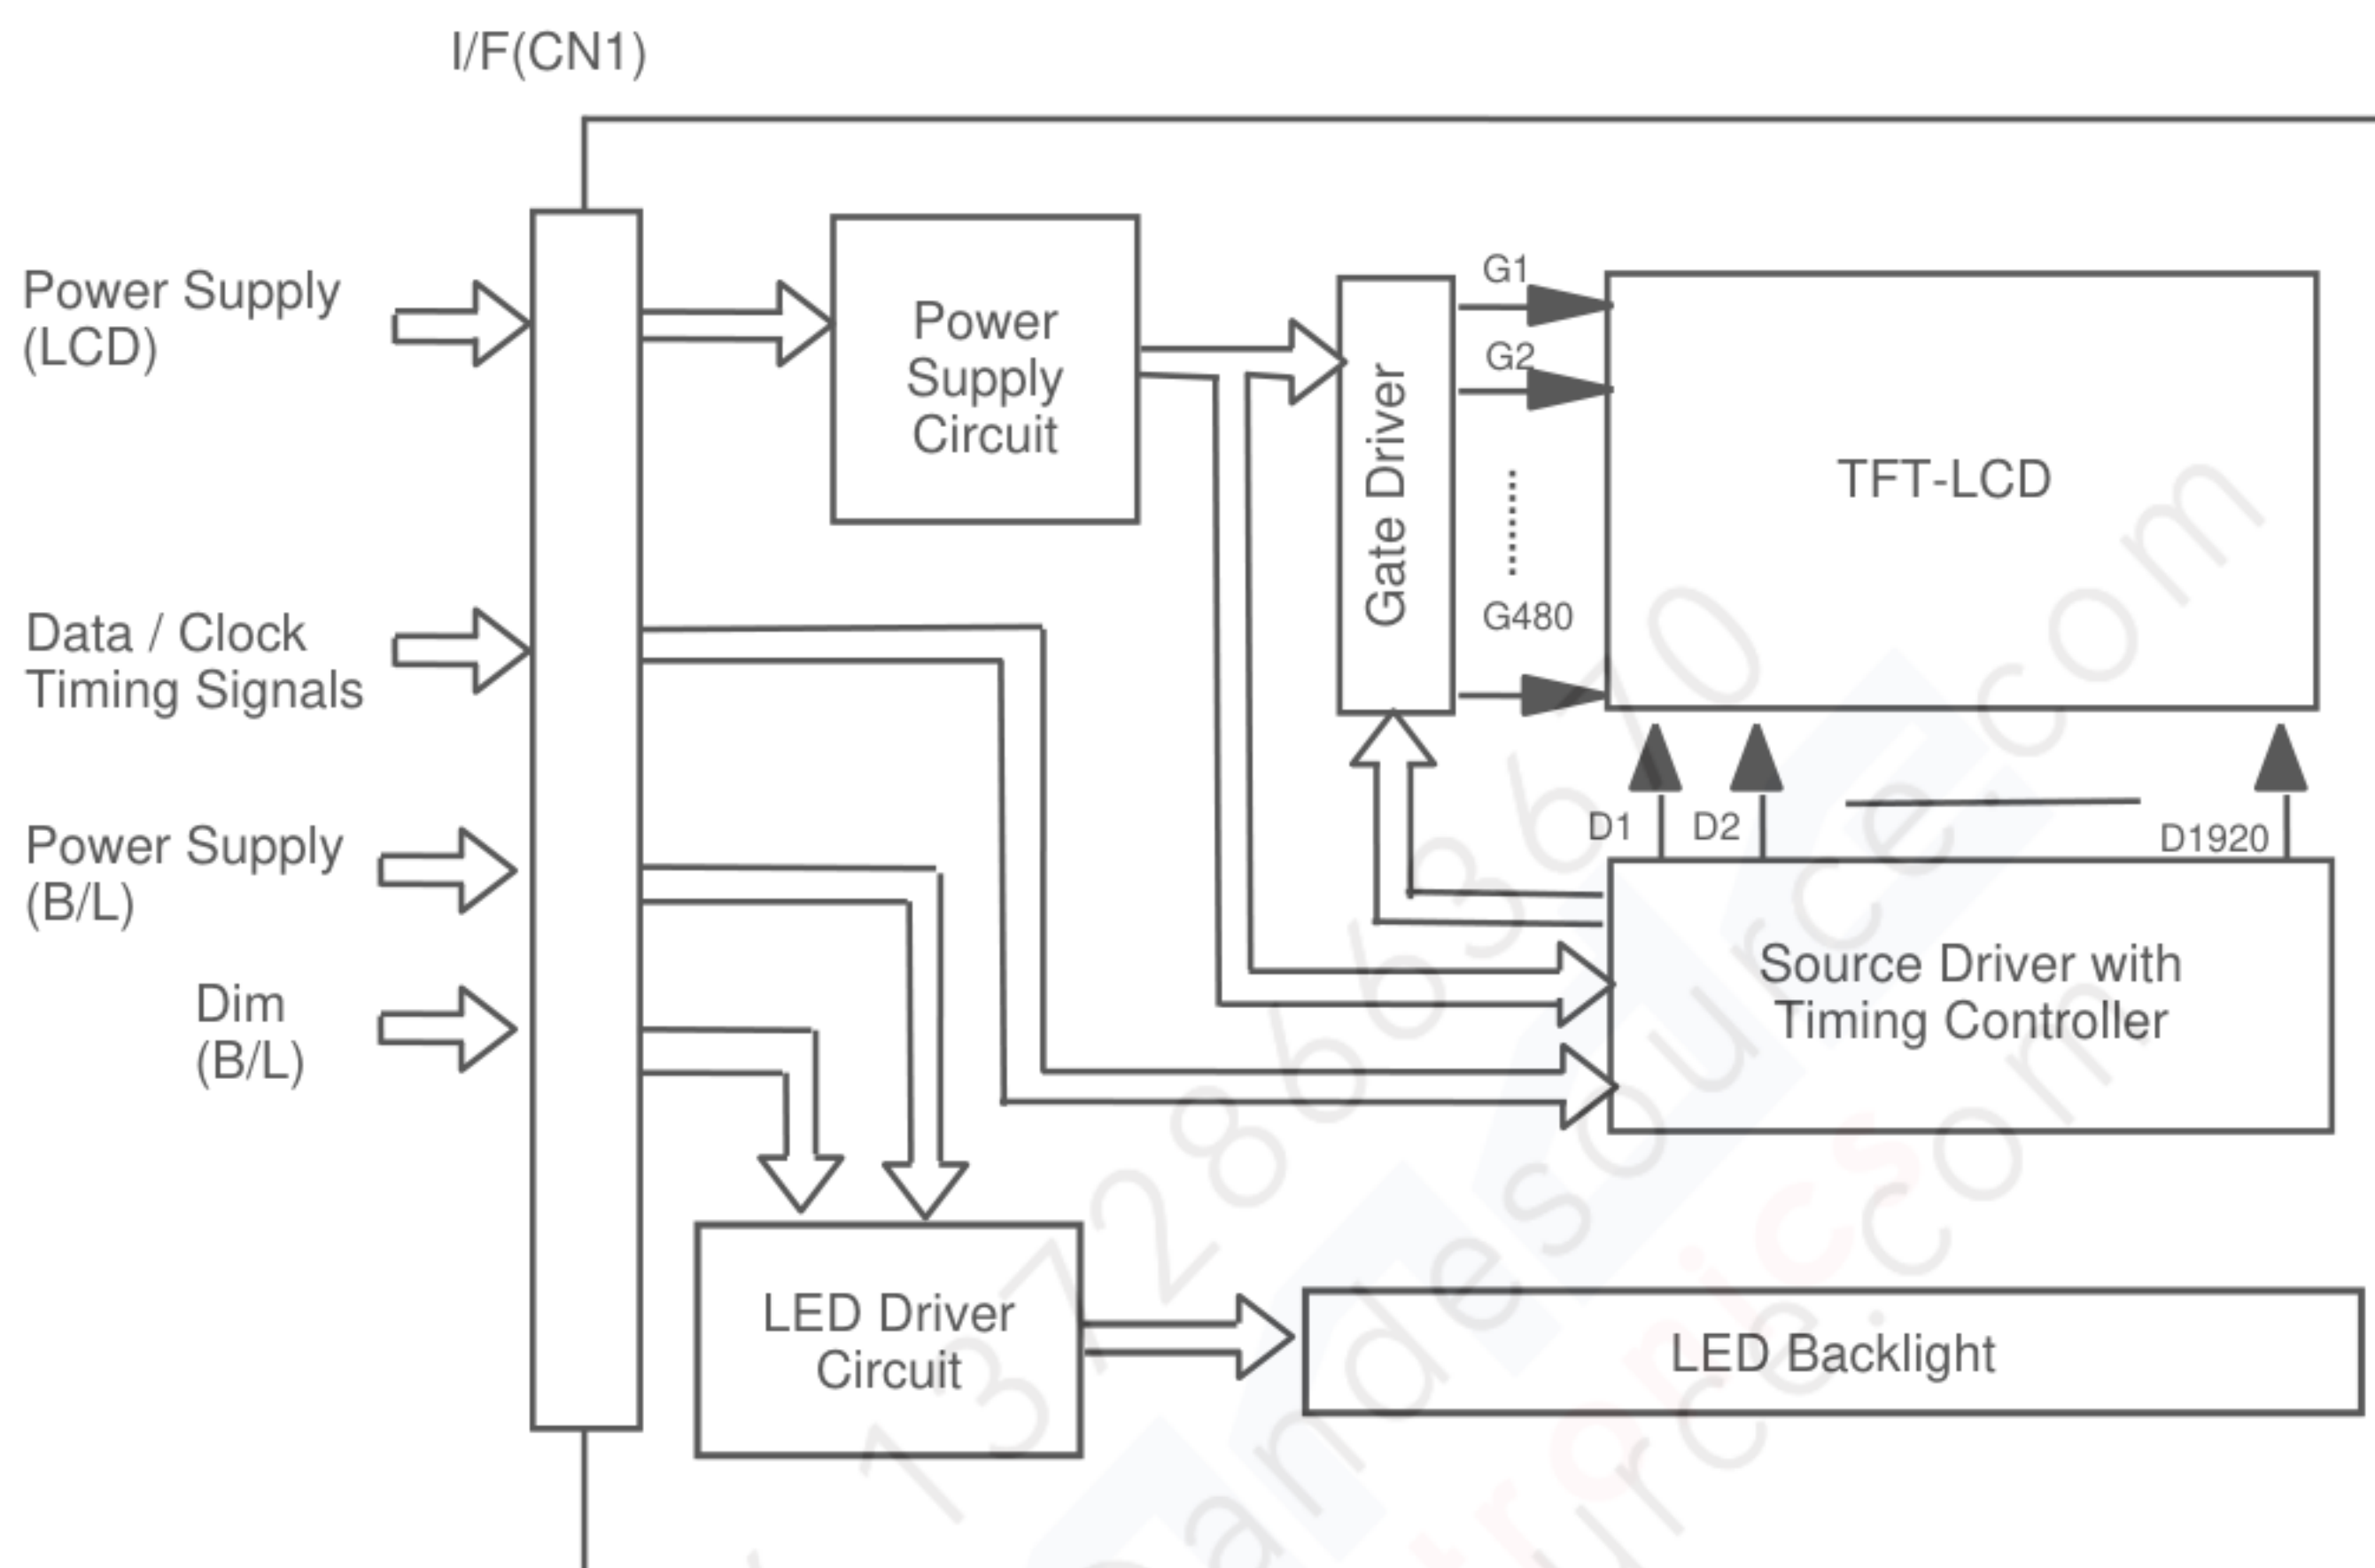 I/F(CN1)
Power Supply
(LCD)
Data / Clock
Timing Signals
Power Supply
(B/L)
Dim
(B/L)
Power
Supply
Circuit
Gate Driver
G1
G2
G480
TFT-LCD
D1
D2
D1920
Source Driver with
Timing Controller
LED Driver
Circuit
LED Backlight